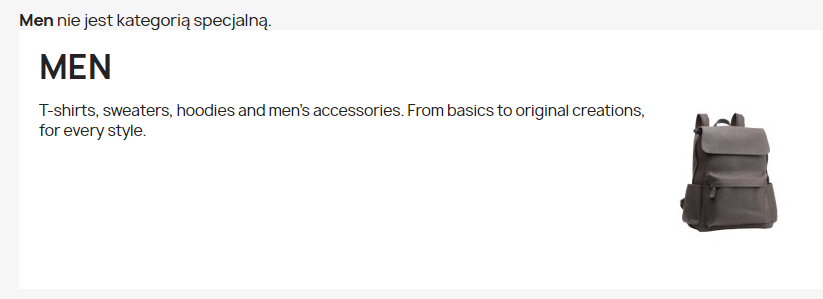 Men nie jest kategorią specjalną.
MEN
T-shirts, sweaters, hoodies and men's accessories. From basics to original creations,
for every style.